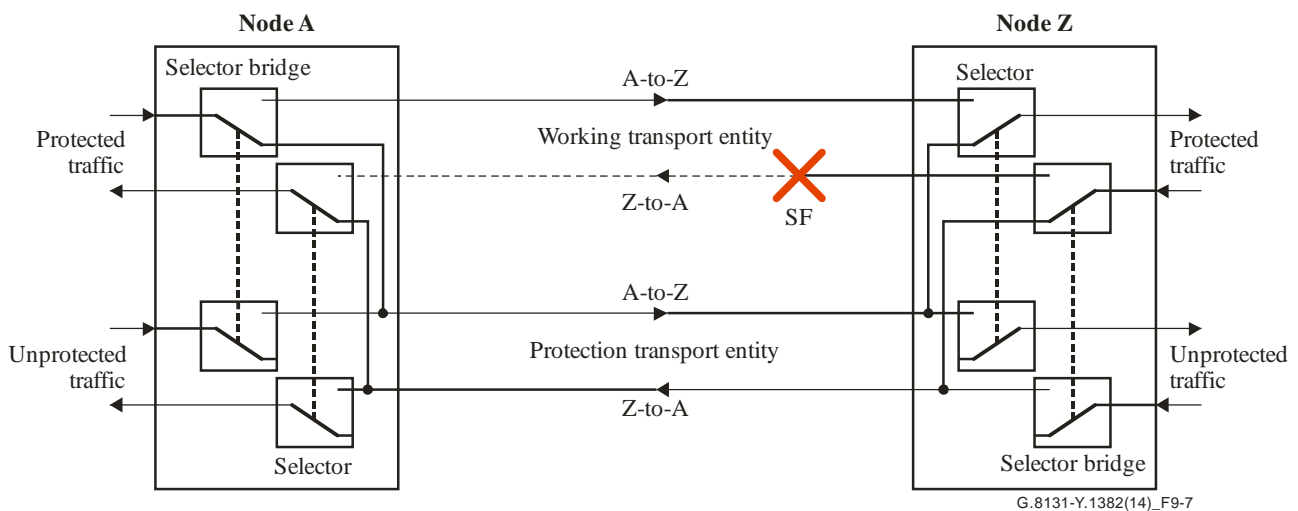 Node A
Node Z
Selector bridge
Selector
A-to-Z
Working transport entity
Protected
traffic
Protected
traffic
Z-to-A
SF
A-to-Z
Protection transport entity
Unprotected
traffic
Unprotected
traffic
Z-to-A
Selector
Selector bridge
G.8131-Y.1382(14)_F9-7